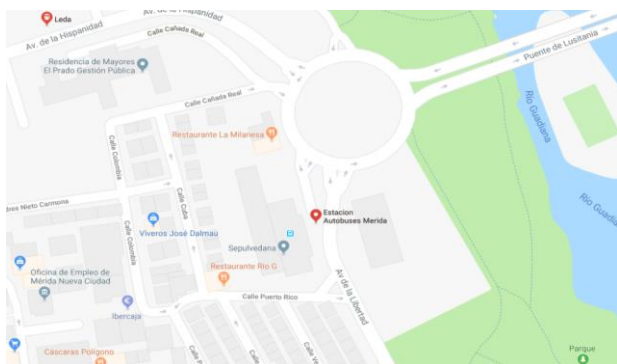 Leda
Av. de la Hispanidad
Av. de la Hispanidad
Calle Cañada Real
Puente de Lusitania
Residencia de Mayores
El Prado Gestión Pública
Calle Cañada Real
Río Guadiana
Restaurante La Milanesa
Calle Colombia
Calle Cuba
dres Nieto Carmona
Río Guadia
Estacion
Autobuses Merida
Viveros José Dalmau
Calle Colombia
Sepulvedana
Oficina de Empleo de
Mérida Nueva Ciudad
Restaurante Rio G
Av de la Libertad
Calle Puerto Rico
Ibercaja
Cáscaras Polígono
Parque